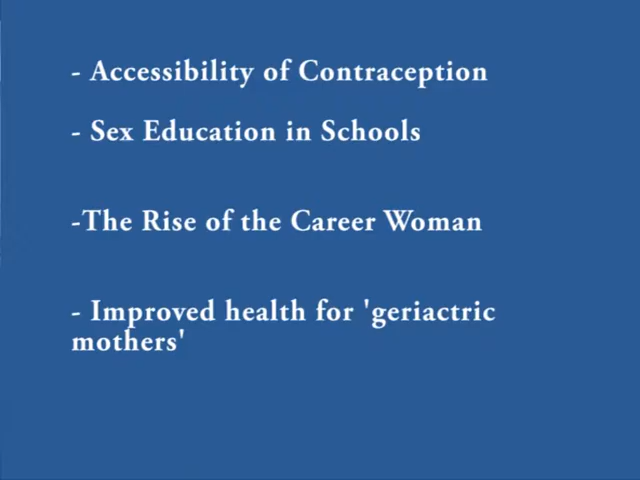 - Accessibility of Contraception
- Sex Education in Schools
-The Rise of the Career Woman
- Improved health for 'geriactric
mothers'